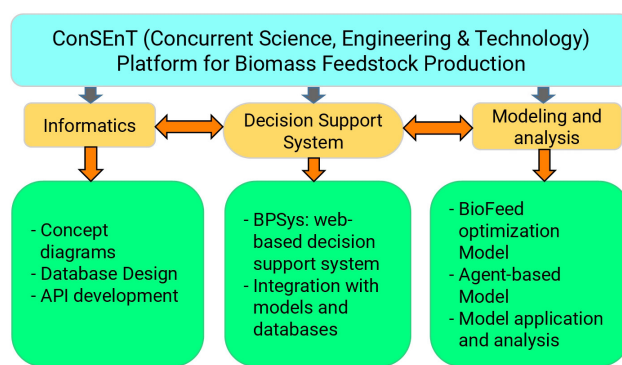 ConSEnT (Concurrent Science, Engineering & Technology)
Platform for Biomass Feedstock Production
Informatics
Decision Support
System
Modeling and
analysis
- Concept
diagrams
- Database Design
- API development
- BPSys: web-
based decision
support system
- Integration with
models and
databases
- BioFeed
optimization
Model
- Agent-based
Model
- Model application
and analysis